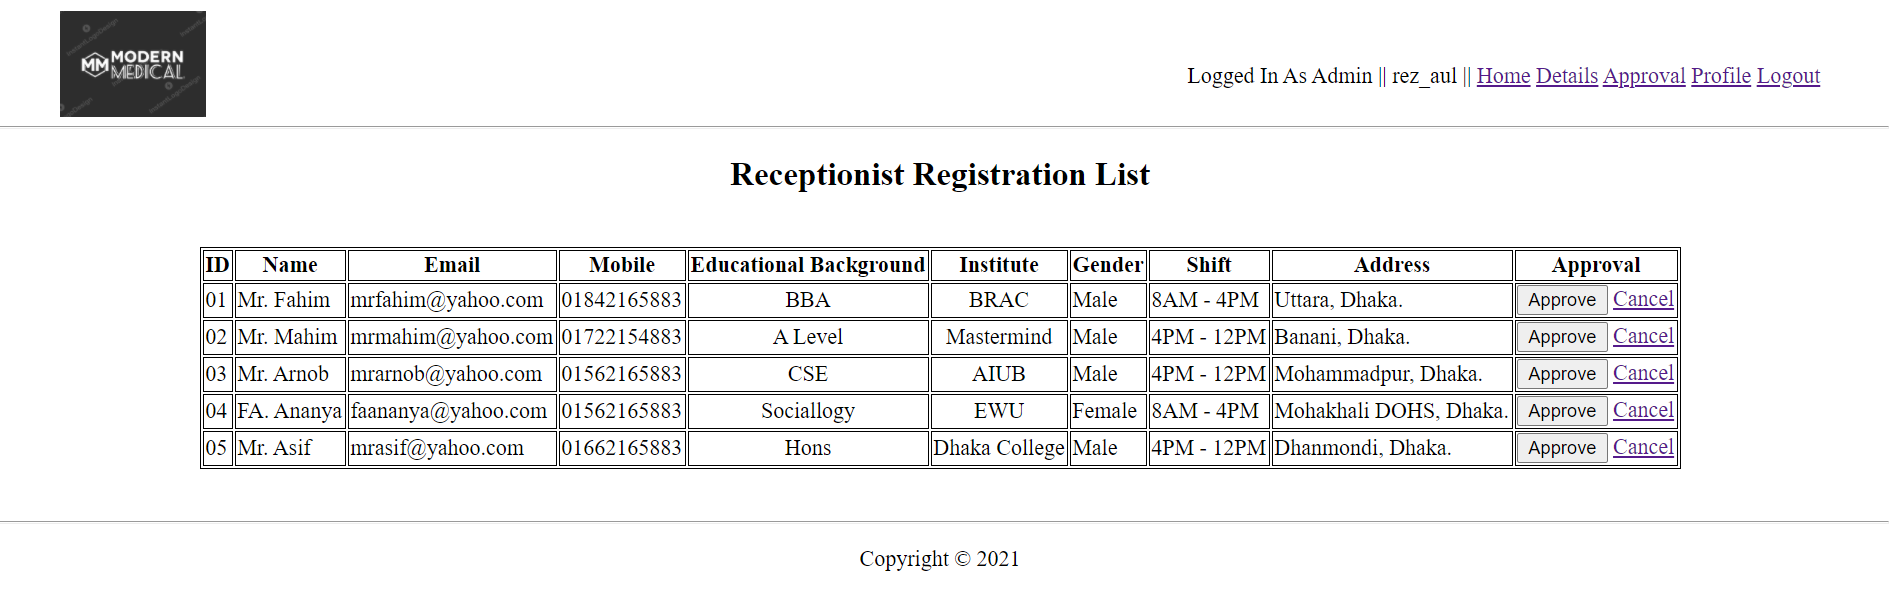 MM MODERN
MEDICAL
Logged In As Admin || rez_aul || Home Details Approval Profile Logout
Receptionist Registration List
ID Name Email Mobile Educational Background Institute Gender Shift Address Approval
01 Mr. Fahim mrfahim@yahoo.com 01842165883 BBA BRAC Male 8AM - 4PM Uttara, Dhaka. Approve Cancel
02 Mr. Mahim mrmahim@yahoo.com 01722154883 A Level Mastermind Male 4PM - 12PM Banani, Dhaka. Approve Cancel
03 Mr. Arnob mrarnob@yahoo.com 01562165883 CSE AIUB Male 4PM - 12PM Mohammadpur, Dhaka. Approve Cancel
04 FA. Ananya faananya@yahoo.com 01562165883 Sociallogy EWU Female 8AM - 4PM Mohakhali DOHS, Dhaka. Approve Cancel
05 Mr. Asif mrasif@yahoo.com 01662165883 Hons Dhaka College Male 4PM - 12PM Dhanmondi, Dhaka. Approve Cancel
Copyright © 2021